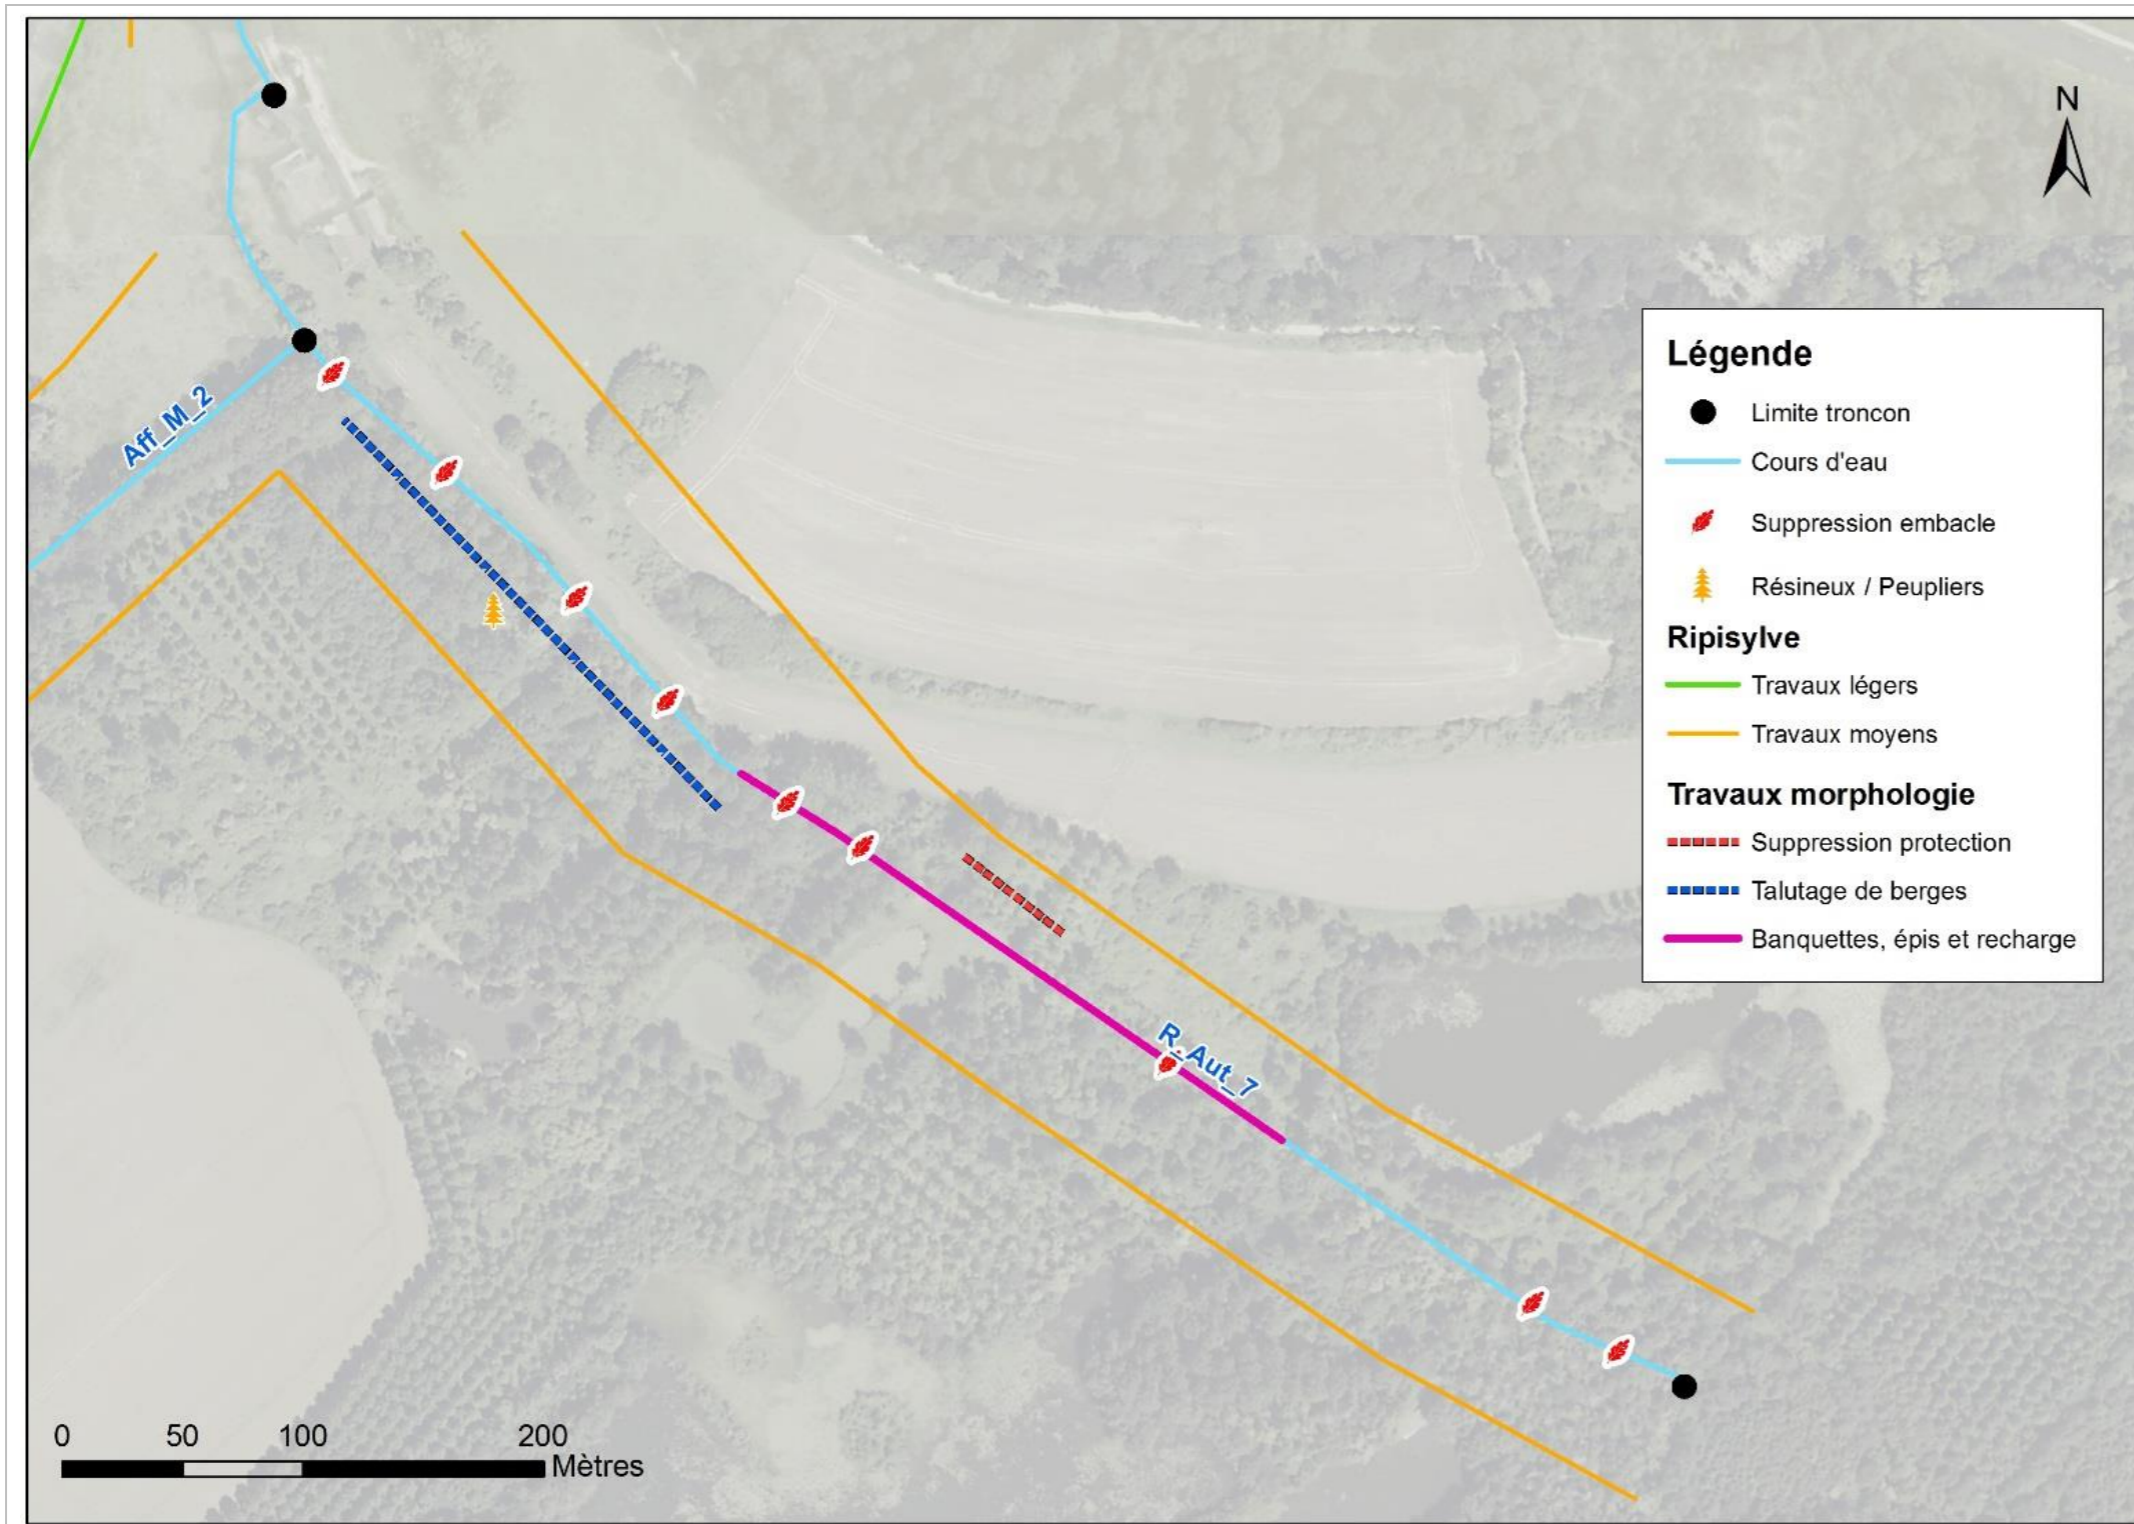 N
Légende
Limite troncon
Cours d'eau
Suppression embacle
Résineux / Peupliers
Ripisylve
Travaux légers
Travaux moyens
Travaux morphologie
Suppression protection
Talutage de berges
Banquettes, épis et recharge
Aff_M_2
R_Aut_7
0 50 100 200
Mètres